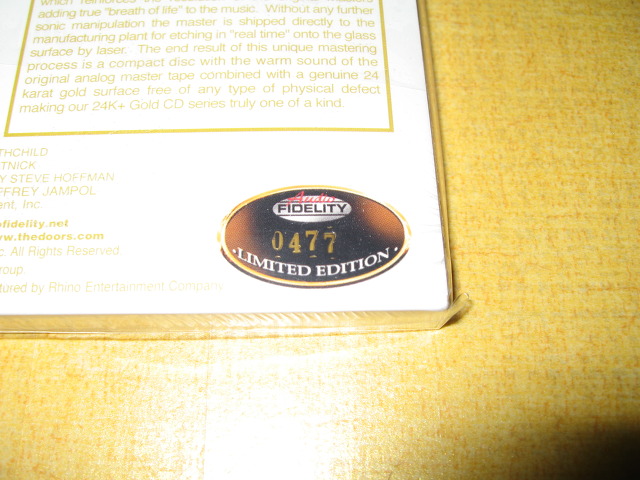 which reinforces the
adding true "breath of life" to the music. Without any further
sonic manipulation the master is shipped directly to the
manufacturing plant for etching in "real time" onto the glass
surface by laser. The end result of this unique mastering
process is a compact disc with the warm sound of the
original analog master tape combined with a genuine 24
karat gold surface free of any type of physical defect
making our 24K+ Gold CD series truly one of a kind.
THCHILD
TNICK
Y STEVE HOFFMAN
FFREY JAMPOL
ent, Inc.
ofidelity.net
www.thedoors.com
c. All Rights Reserved.
roup.
tured by Rhino Entertainment Company
Audio
FIDELITY
0477
·LIMITED EDITION·